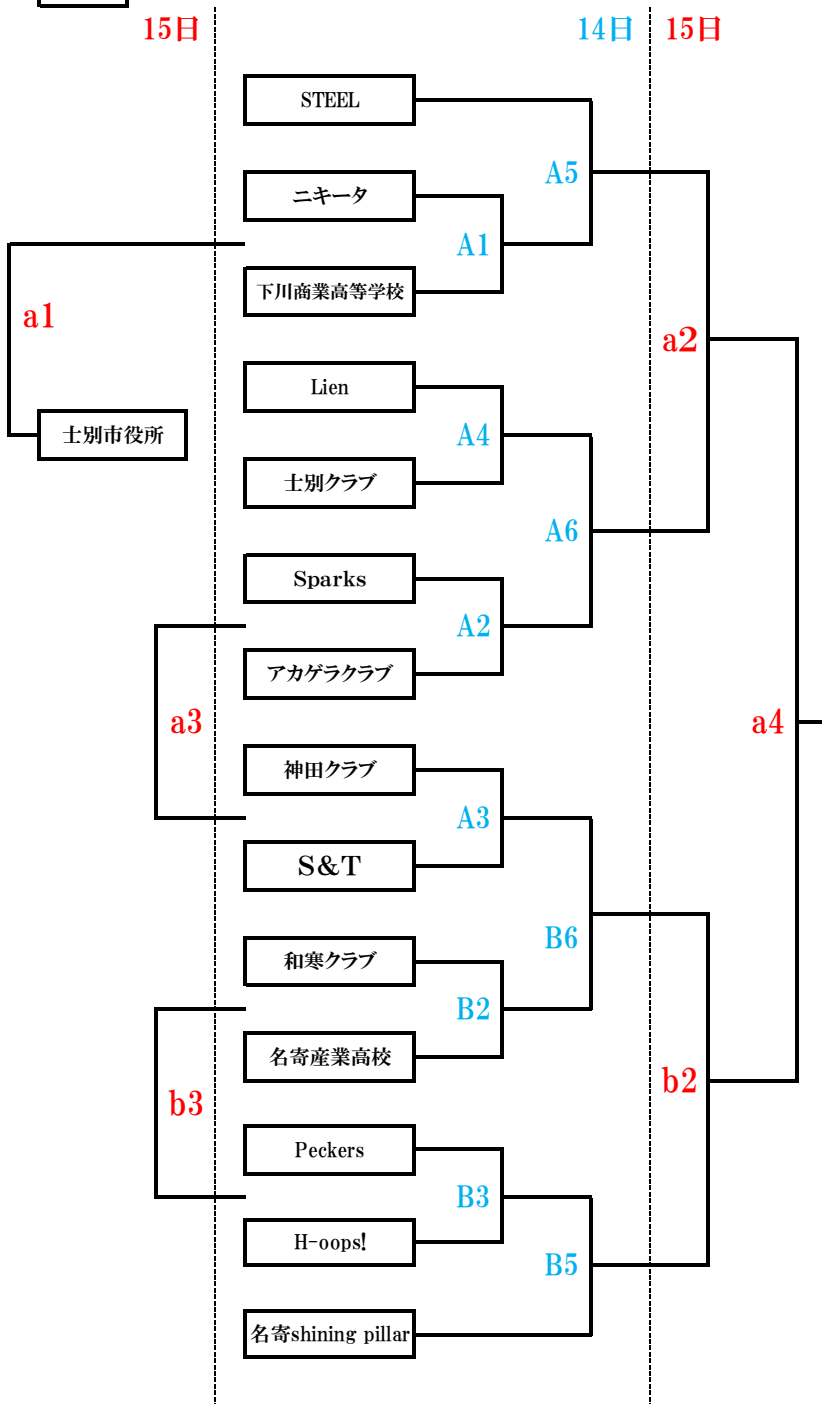 15日
14日
15日
STEEL
A5
ニキータ
A1
下川商業高等学校
a1
a2
Lien
A4
士別市役所
士別クラブ
A6
Sparks
A2
アカゲラクラブ
a3
a4
神田クラブ
A3
S&T
B6
和寒クラブ
B2
名寄産業高校
b2
b3
Peckers
B3
H-oops!
B5
名寄shining pillar